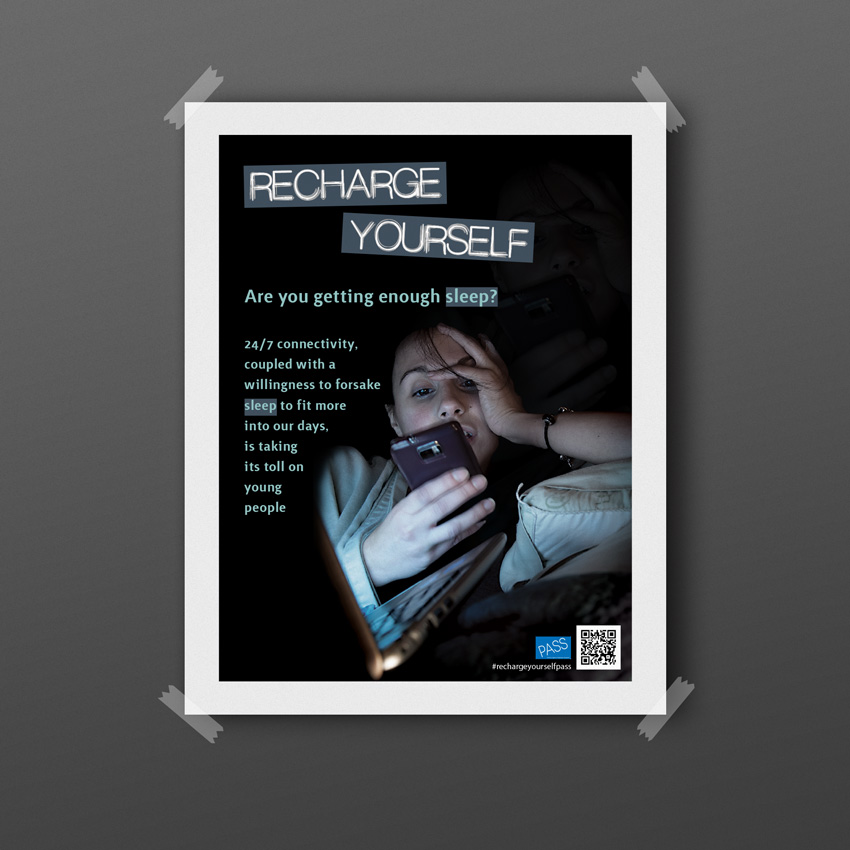 RECHARGE
YOURSELF
Are you getting enough sleep?
24/7 connectivity,
coupled with a
willingness to forsake
sleep to fit more
into our days,
is taking
its toll on
young
people
PASS
#rechargeyourselfpass